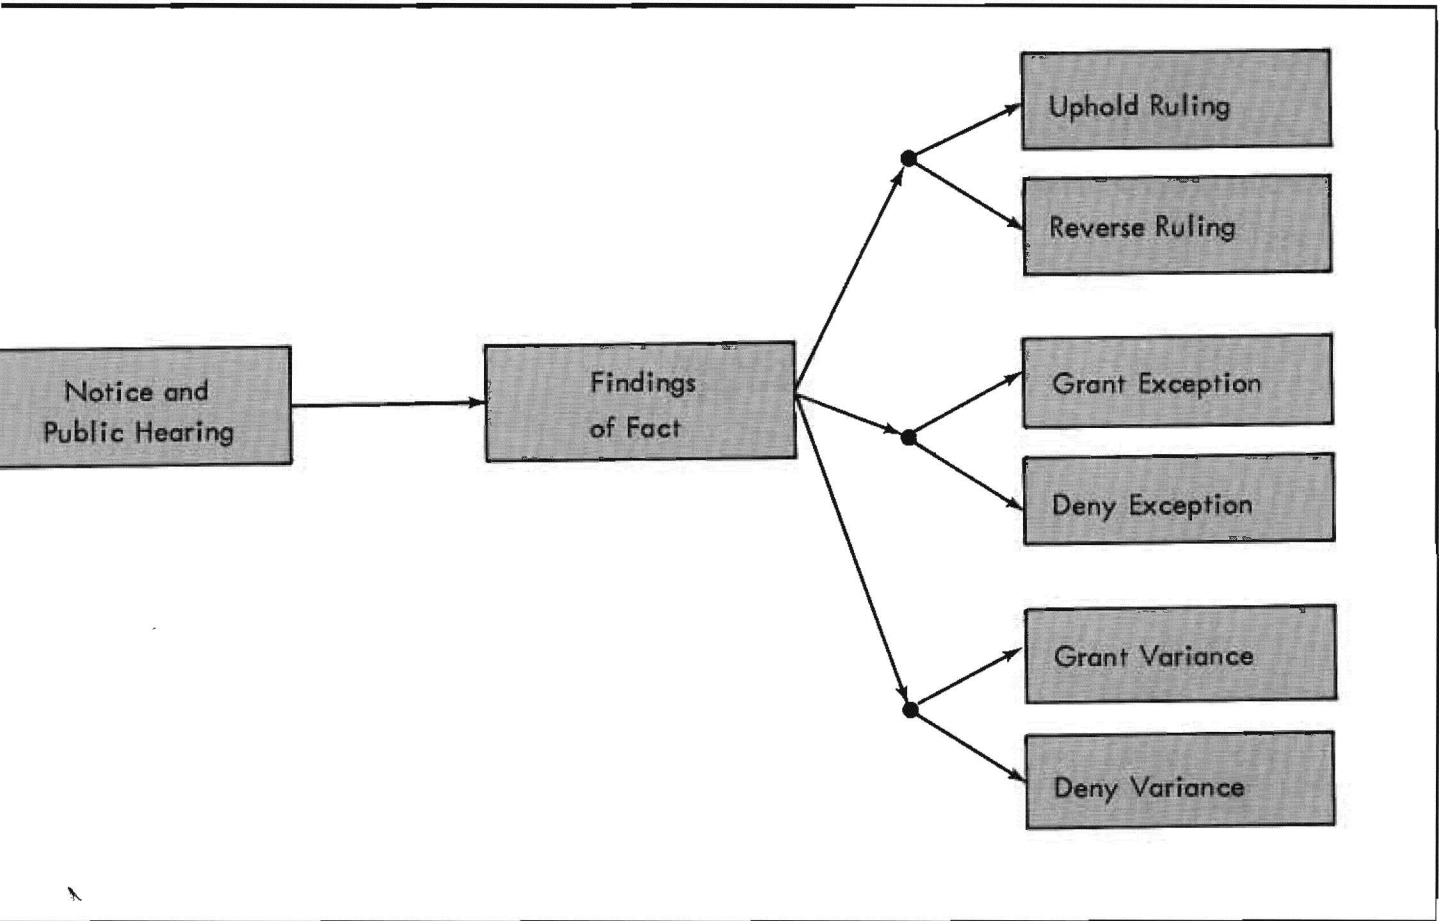 Notice and
Public Hearing
Findings
of Fact
Uphold Ruling
Reverse Ruling
Grant Exception
Deny Exception
Grant Variance
Deny Variance